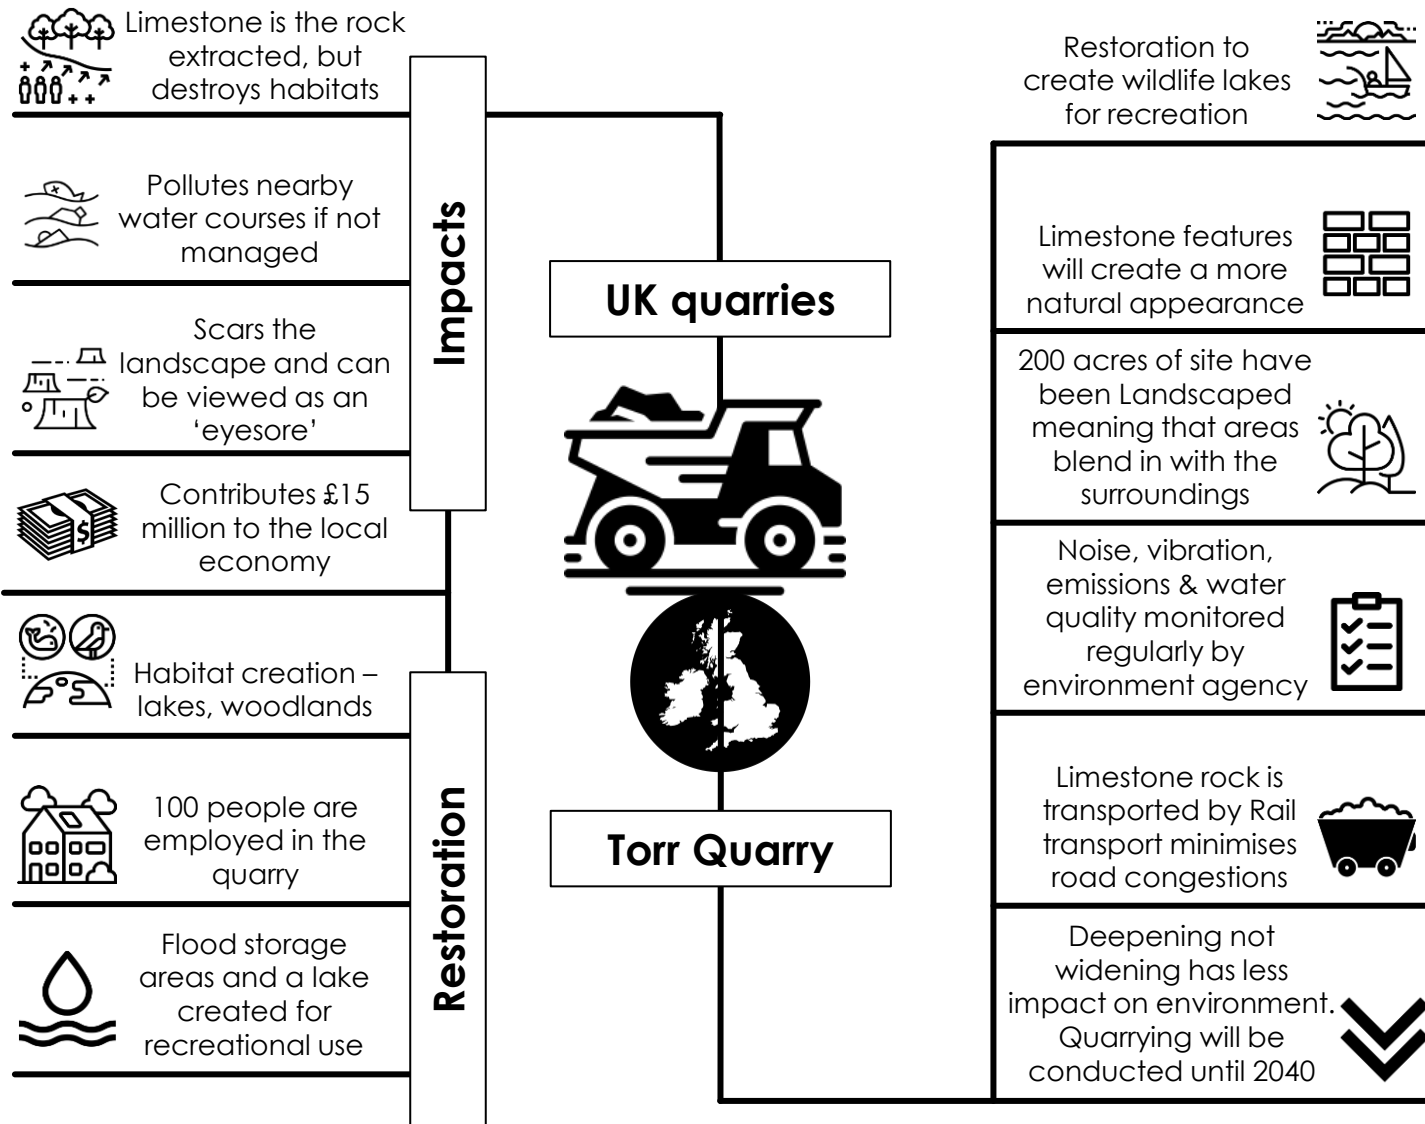 Limestone is the rock
extracted, but
destroys habitats
Pollutes nearby
water courses if not
managed
Scars the
landscape and can
be viewed as an
‘eyesore’
Contributes £15
million to the local
economy
Habitat creation –
lakes, woodlands
100 people are
employed in the
quarry
Flood storage
areas and a lake
created for
recreational use
Impacts
Restoration
UK quarries
Torr Quarry
Restoration to
create wildlife lakes
for recreation
Limestone features
will create a more
natural appearance
200 acres of site have
been Landscaped
meaning that areas
blend in with the
surroundings
Noise, vibration,
emissions & water
quality monitored
regularly by
environment agency
Limestone rock is
transported by Rail
transport minimises
road congestions
Deepening not
widening has less
impact on environment.
Quarrying will be
conducted until 2040
$